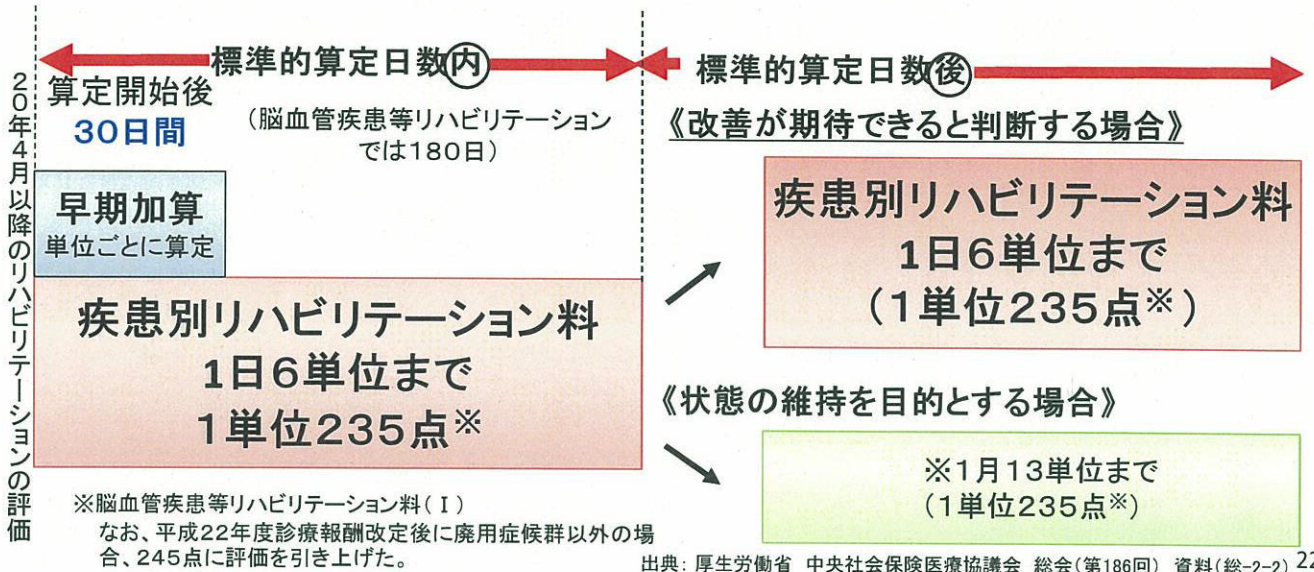 20年4月以降のリハビリテーションの評価
標準的算定日数内
標準的算定日数後
算定開始後
30日間
(脳血管疾患等リハビリテーション
では180日)
《改善が期待できると判断する場合》
早期加算
単位ごとに算定
疾患別リハビリテーション料
1日6単位まで
1単位235点※
疾患別リハビリテーション料
1日6単位まで
(1単位235点※)
《状態の維持を目的とする場合》
※1月13単位まで
(1単位235点※)
※脳血管疾患等リハビリテーション料(Ⅰ)
なお、平成22年度診療報酬改定後に廃用症候群以外の場
合、245点に評価を引き上げた。
出典: 厚生労働省 中央社会保険医療協議会 総会(第186回) 資料(総-2-2)
22